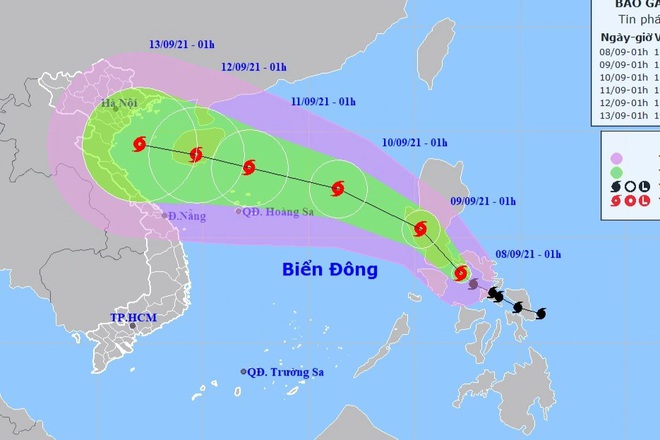 BÃO GẦ
Tin phá
Ngày-giờ V
08/09-01h 1
09/09-01h 1
10/09-01h 1
11/09-01h 1
12/09-01h 1
13/09-01h 1
13/09/21 - 01h
12/09/21 - 01h
11/09/21 - 01h
10/09/21 - 01h
09/09/21 - 01h
08/09/21 - 01h
Hà Nội
Đ.Nẵng
QĐ. Hoàng Sa
Biển Đông
TP.HCM
QĐ. Trường Sa
L
L